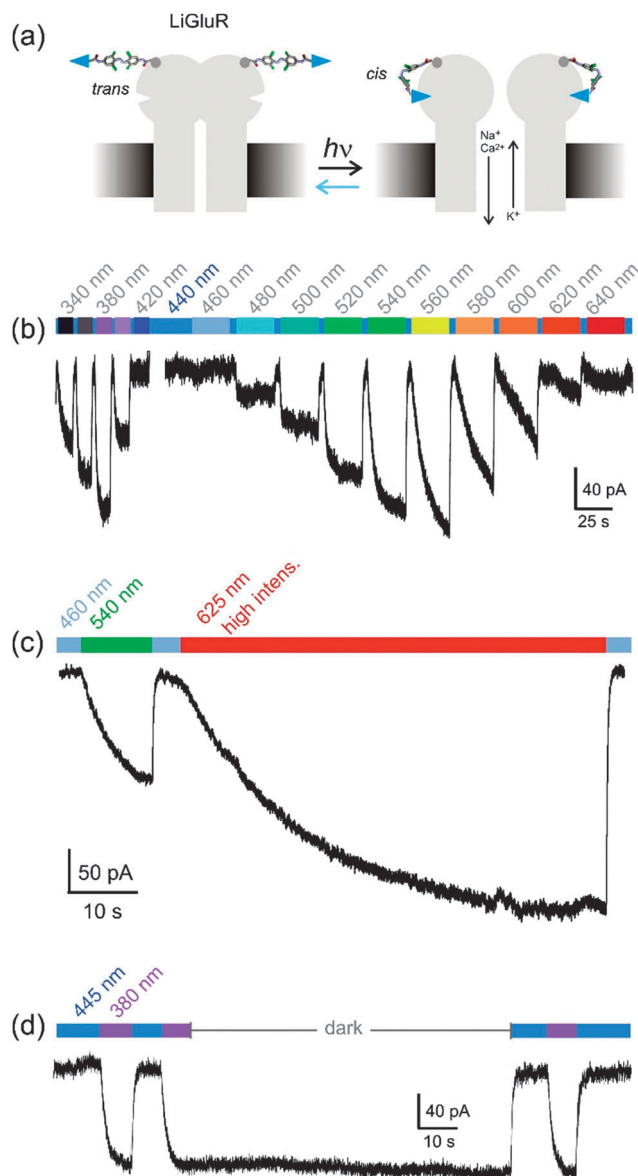 LiGluR
(a)
trans
cis
hν
Na⁺
Ca²⁺
K⁺
(b)
340 nm
380 nm
420 nm
440 nm
460 nm
480 nm
500 nm
520 nm
540 nm
560 nm
580 nm
600 nm
620 nm
640 nm
40 pA
25 s
(c)
460 nm
540 nm
625 nm
high intens.
50 pA
10 s
(d)
445 nm
380 nm
dark
40 pA
10 s